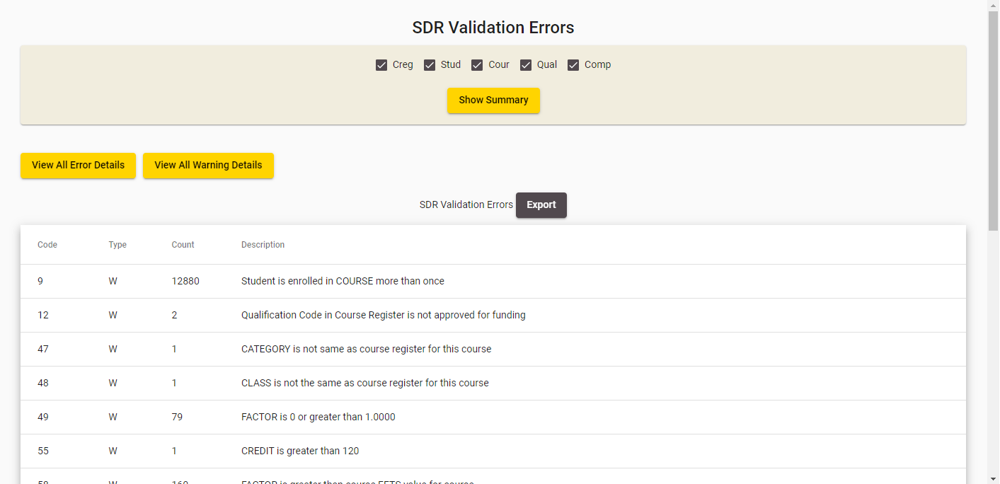 SDR Validation Errors
Creg Stud Cour Qual Comp
Show Summary
View All Error Details View All Warning Details
SDR Validation Errors Export
Code Type Count Description
9 W 12880 Student is enrolled in COURSE more than once
12 W 2 Qualification Code in Course Register is not approved for funding
47 W 1 CATEGORY is not same as course register for this course
48 W 1 CLASS is not the same as course register for this course
49 W 79 FACTOR is 0 or greater than 1.0000
55 W 1 CREDIT is greater than 120
58 W 160 FACTOR is greater than course EFTS value for course